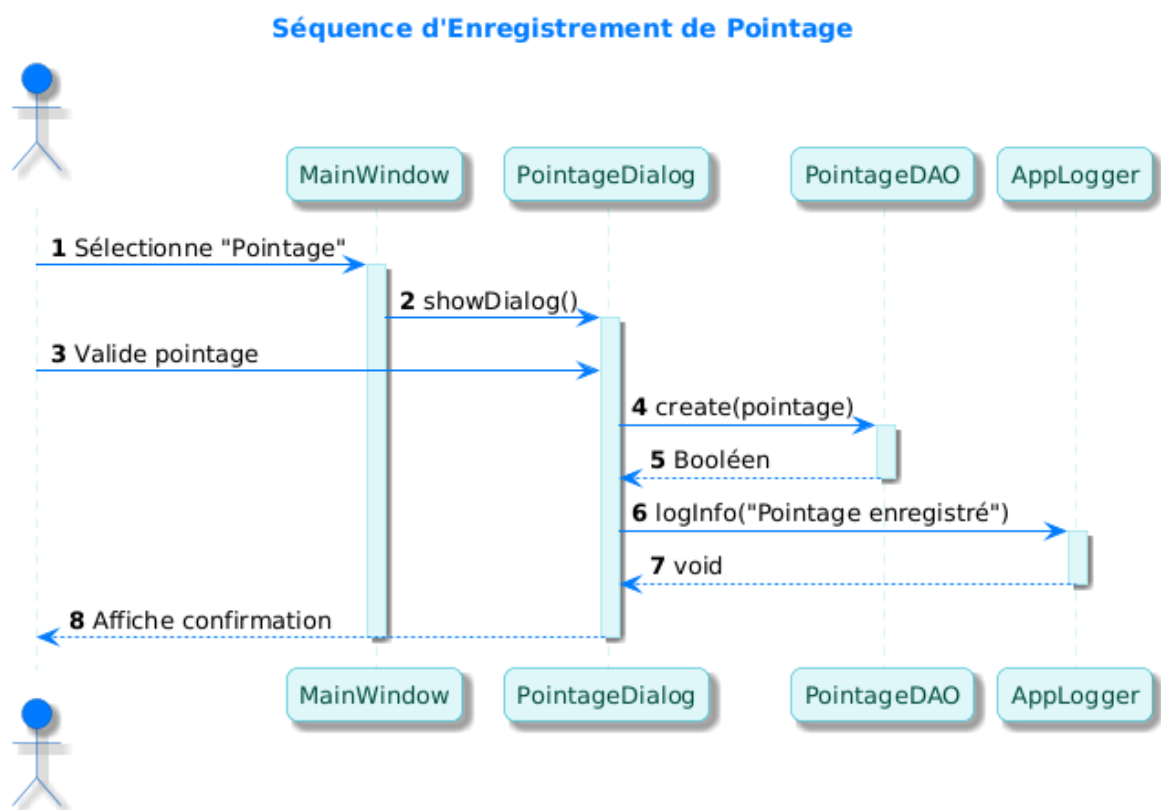 Séquence d'Enregistrement de Pointage
MainWindow
PointageDialog
PointageDAO
AppLogger
1 Sélectionne "Pointage"
2 showDialog()
3 Valide pointage
4 create(pointage)
5 Booléen
6 logInfo("Pointage enregistré")
7 void
8 Affiche confirmation
MainWindow
PointageDialog
PointageDAO
AppLogger